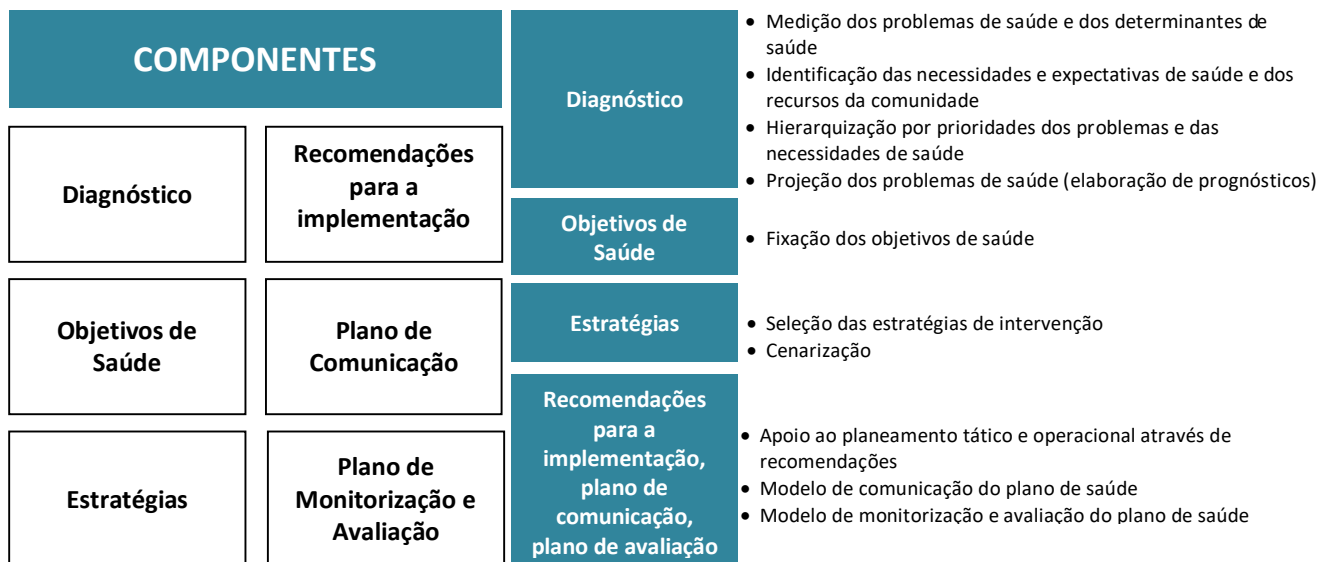 COMPONENTES
Diagnóstico
Recomendações
para a
implementação
Objetivos de
Saúde
Plano de
Comunicação
Estratégias
Plano de
Monitorização e
Avaliação
Diagnóstico
• Medição dos problemas de saúde e dos determinantes de
saúde
• Identificação das necessidades e expectativas de saúde e dos
recursos da comunidade
• Hierarquização por prioridades dos problemas e das
necessidades de saúde
• Projeção dos problemas de saúde (elaboração de prognósticos)
Objetivos de
Saúde
• Fixação dos objetivos de saúde
Estratégias
• Seleção das estratégias de intervenção
• Cenarização
Recomendações
para a
implementação,
plano de
comunicação,
plano de avaliação
• Apoio ao planeamento tático e operacional através de
recomendações
• Modelo de comunicação do plano de saúde
• Modelo de monitorização e avaliação do plano de saúde